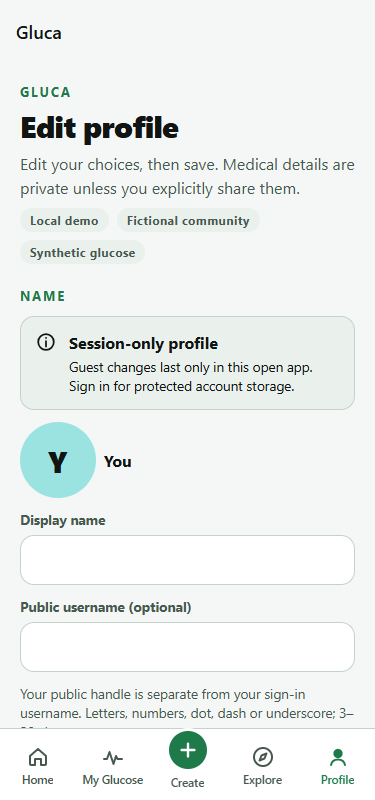 Gluca
GLUCA
Edit profile
Edit your choices, then save. Medical details are
private unless you explicitly share them.
Local demo
Fictional community
Synthetic glucose
NAME
Session-only profile
Guest changes last only in this open app.
Sign in for protected account storage.
Y
You
Display name
Public username (optional)
Your public handle is separate from your sign-in
username. Letters, numbers, dot, dash or underscore; 3–
Home
My Glucose
Create
Explore
Profile